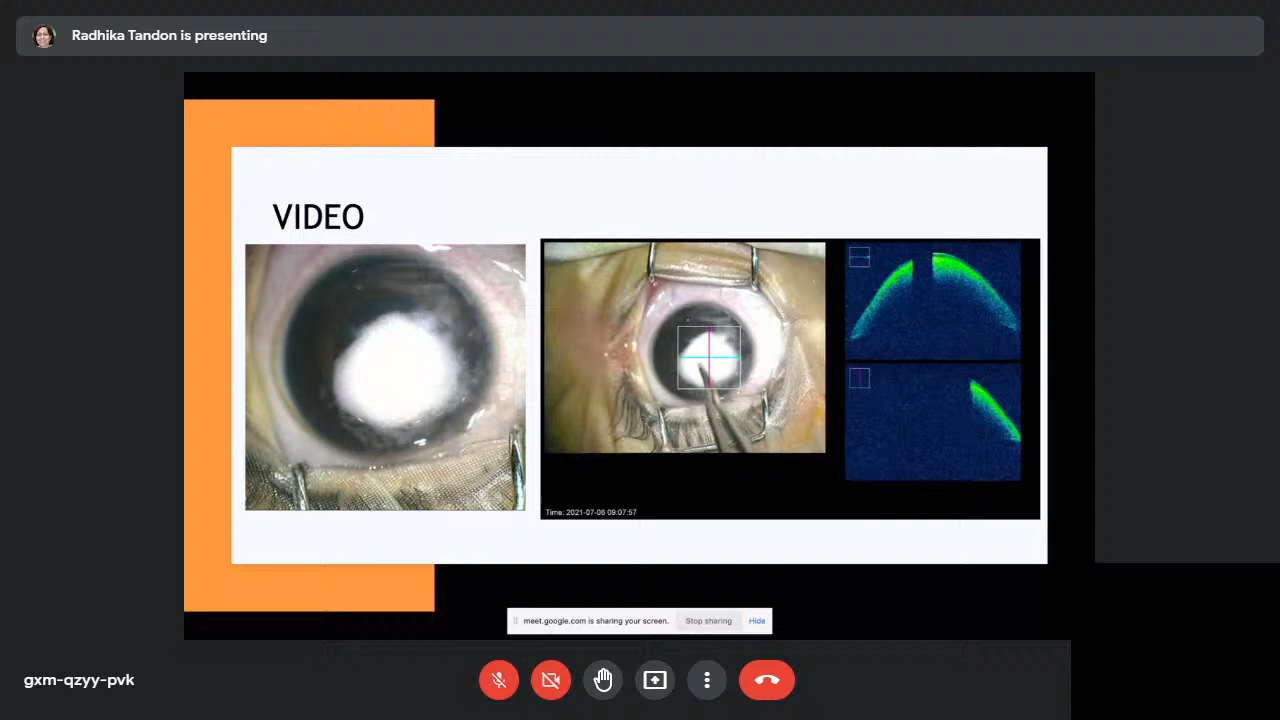 Radhika Tandon is presenting
VIDEO
Time: 2021-07-06 09:07:57
meet.google.com is sharing your screen. Stop sharing Hide
gxm-qzyy-pvk